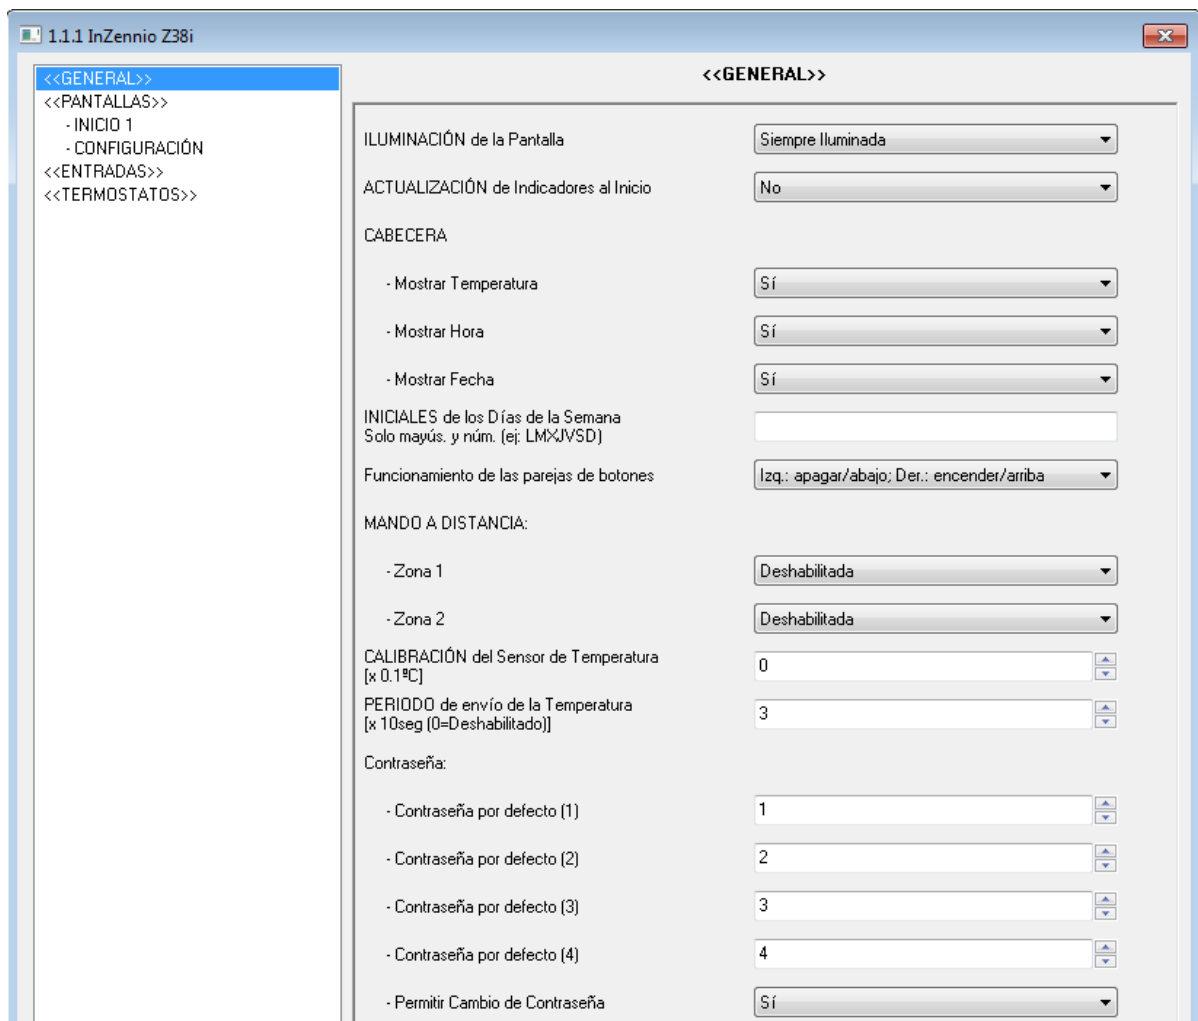 1.1.1 InZennio Z38i
<<GENERAL>>
<<PANTALLAS>>
- INICIO 1
- CONFIGURACIÓN
<<ENTRADAS>>
<<TERMOSTATOS>>
<<GENERAL>>
ILUMINACIÓN de la Pantalla
Siempre Iluminada
ACTUALIZACIÓN de Indicadores al Inicio
No
CABECERA
- Mostrar Temperatura
Sí
- Mostrar Hora
Sí
- Mostrar Fecha
Sí
INICIALES de los Días de la Semana
Solo mayús. y núm. (ej: LMXJVSD)
Funcionamiento de las parejas de botones
Izq.: apagar/abajo; Der.: encender/arriba
MANDO A DISTANCIA:
- Zona 1
Deshabilitada
- Zona 2
Deshabilitada
CALIBRACIÓN del Sensor de Temperatura
[x 0.1ºC]
0
PERIODO de envío de la Temperatura
[x 10seg (0=Deshabilitado)]
3
Contraseña:
- Contraseña por defecto (1)
1
- Contraseña por defecto (2)
2
- Contraseña por defecto (3)
3
- Contraseña por defecto (4)
4
- Permitir Cambio de Contraseña
Sí